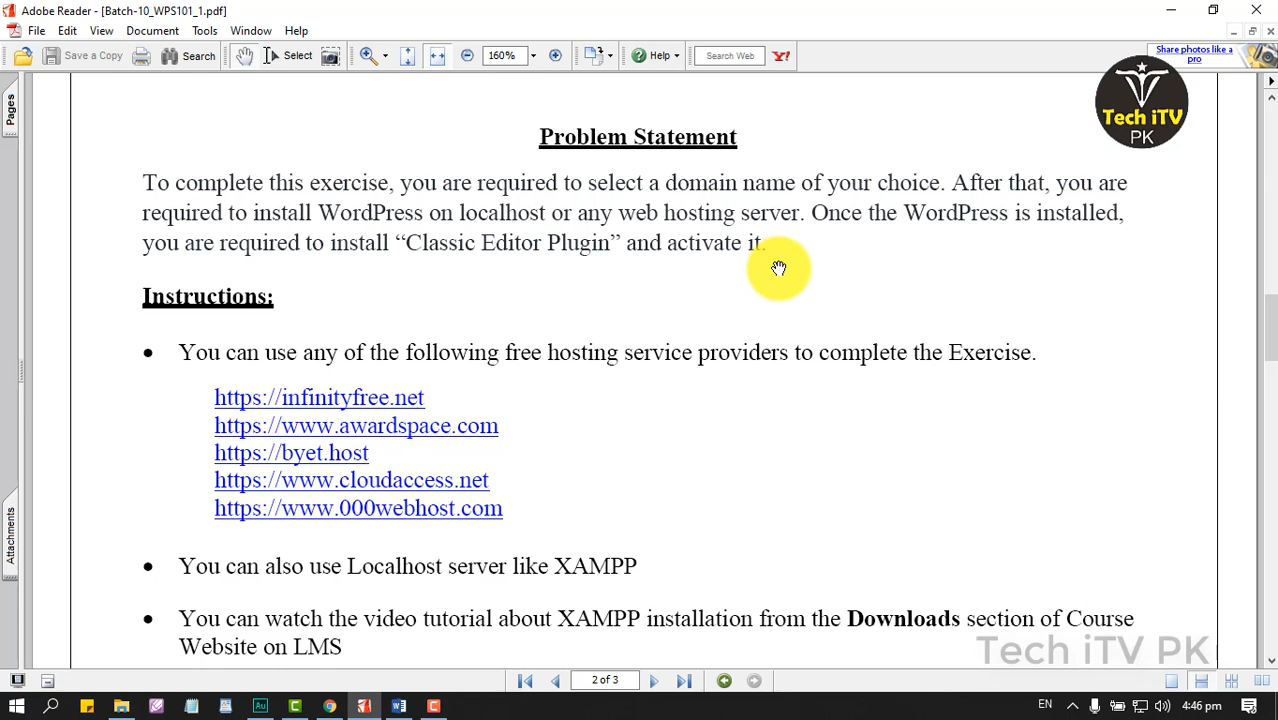 Adobe Reader - [Batch-10_WPS101_1.pdf]
File Edit View Document Tools Window Help
Save a Copy Search Select 160% Help Search Web Y!
Share photos like a
pro
Pages
Tech iTV
PK
Problem Statement
To complete this exercise, you are required to select a domain name of your choice. After that, you are
required to install WordPress on localhost or any web hosting server. Once the WordPress is installed,
you are required to install “Classic Editor Plugin” and activate it.
Instructions:
• You can use any of the following free hosting service providers to complete the Exercise.
https://infinityfree.net
https://www.awardspace.com
https://byet.host
https://www.cloudaccess.net
https://www.000webhost.com
Attachments
• You can also use Localhost server like XAMPP
• You can watch the video tutorial about XAMPP installation from the Downloads section of Course
Website on LMS
Tech iTV PK
2 of 3
Au C W C EN 4:46 pm